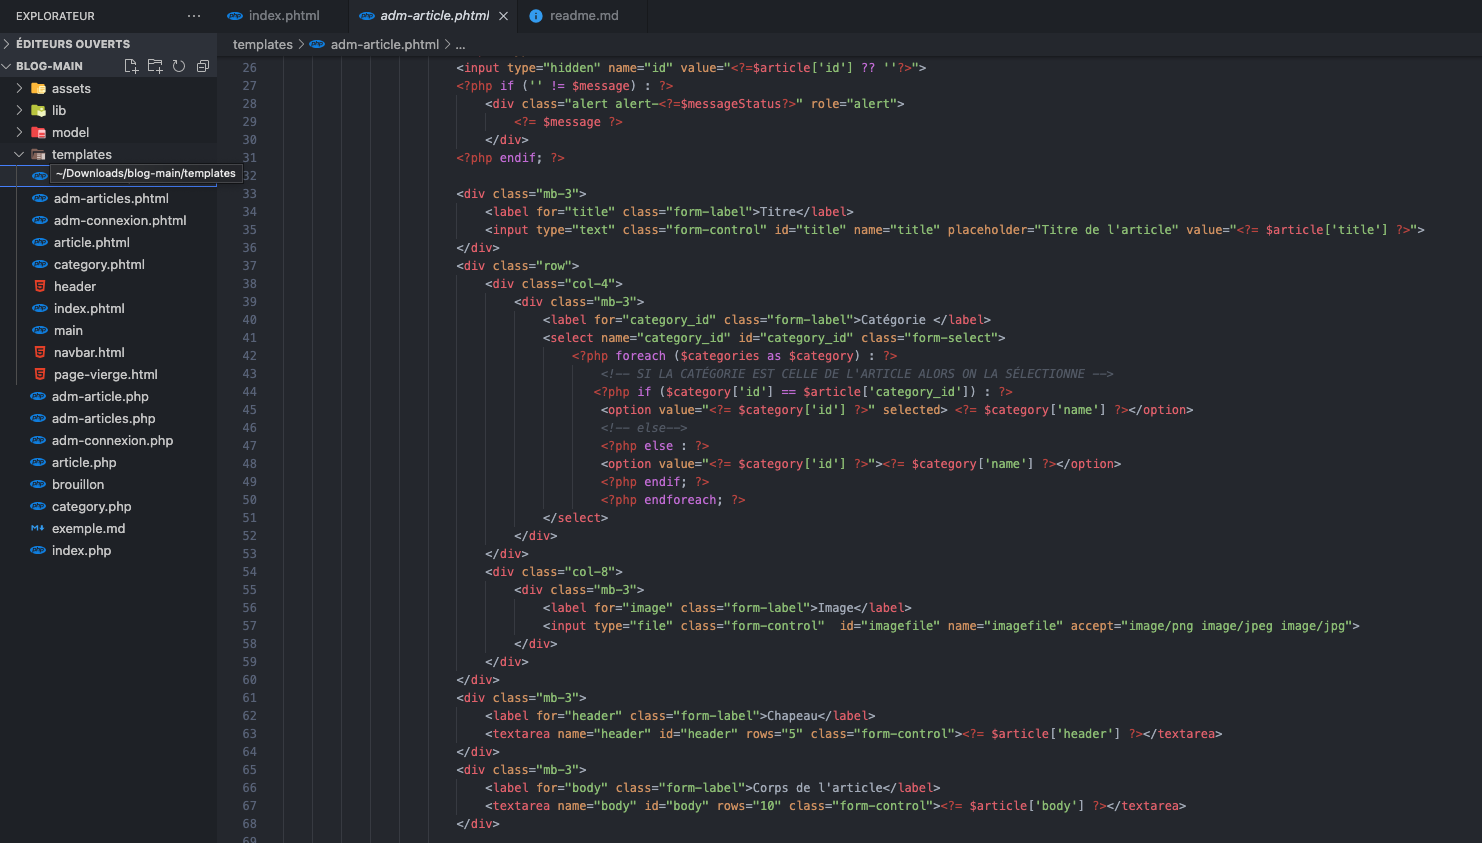 EXPLORATEUR
···
index.phtml
adm-article.phtml
readme.md
ÉDITEURS OUVERTS
templates > adm-article.phtml > ...
BLOG-MAIN
assets
lib
model
templates
~/Downloads/blog-main/templates
adm-articles.phtml
adm-connexion.phtml
article.phtml
category.phtml
header
index.phtml
main
navbar.html
page-vierge.html
adm-article.php
adm-articles.php
adm-connexion.php
article.php
brouillon
category.php
exemple.md
index.php
26 <input type="hidden" name="id" value="<?=$article['id'] ?? ''?>">
27 <?php if ('' != $message) : ?>
28 <div class="alert alert-<?=$messageStatus?>" role="alert">
29 <?= $message ?>
30 </div>
31 <?php endif; ?>
32
33 <div class="mb-3">
34 <label for="title" class="form-label">Titre</label>
35 <input type="text" class="form-control" id="title" name="title" placeholder="Titre de l'article" value="<?= $article['title'] ?>">
36 </div>
37 <div class="row">
38 <div class="col-4">
39 <div class="mb-3">
40 <label for="category_id" class="form-label">Catégorie </label>
41 <select name="category_id" id="category_id" class="form-select">
42 <?php foreach ($categories as $category) : ?>
43 <!-- SI LA CATÉGORIE EST CELLE DE L'ARTICLE ALORS ON LA SÉLECTIONNE -->
44 <?php if ($category['id'] == $article['category_id']) : ?>
45 <option value="<?= $category['id'] ?>" selected> <?= $category['name'] ?></option>
46 <!-- else-->
47 <?php else : ?>
48 <option value="<?= $category['id'] ?>"><?= $category['name'] ?></option>
49 <?php endif; ?>
50 <?php endforeach; ?>
51 </select>
52 </div>
53 </div>
54 <div class="col-8">
55 <div class="mb-3">
56 <label for="image" class="form-label">Image</label>
57 <input type="file" class="form-control"  id="imagefile" name="imagefile" accept="image/png image/jpeg image/jpg">
58 </div>
59 </div>
60 </div>
61 <div class="mb-3">
62 <label for="header" class="form-label">Chapeau</label>
63 <textarea name="header" id="header" rows="5" class="form-control"><?= $article['header'] ?></textarea>
64 </div>
65 <div class="mb-3">
66 <label for="body" class="form-label">Corps de l'article</label>
67 <textarea name="body" id="body" rows="10" class="form-control"><?= $article['body'] ?></textarea>
68 </div>
69